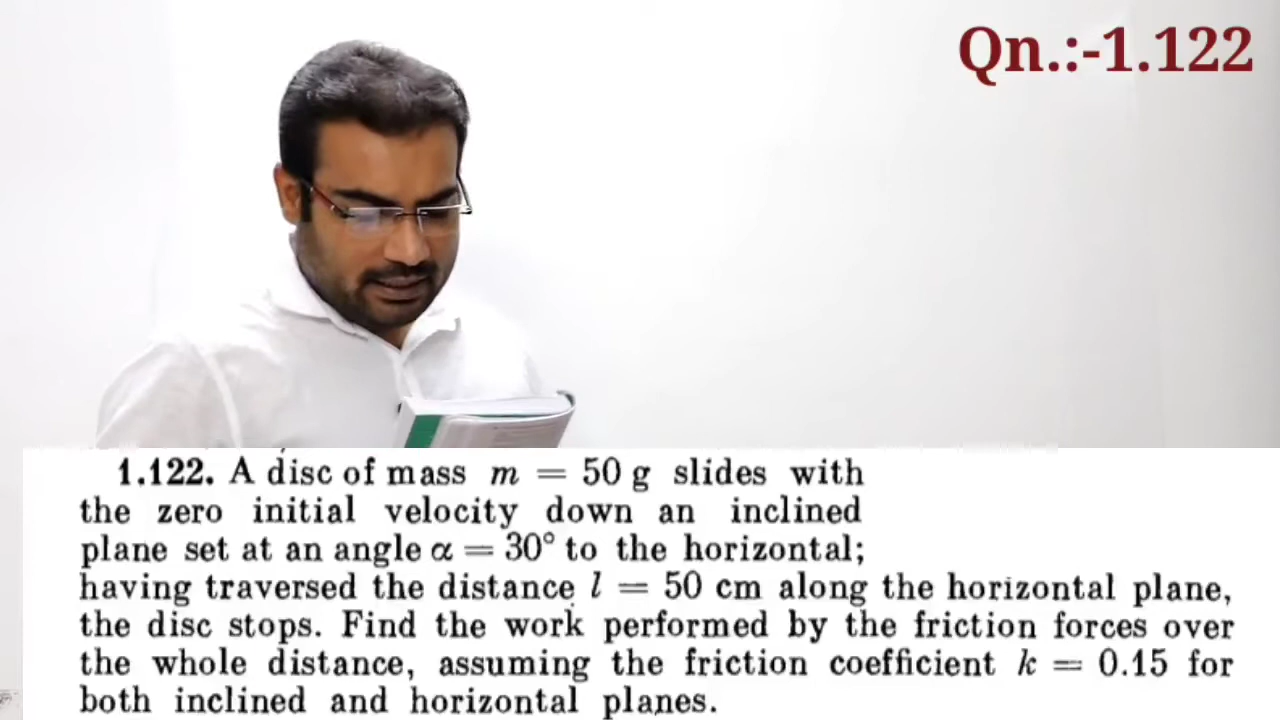 Qn.:-1.122
1.122. A disc of mass m = 50 g slides with
the zero initial velocity down an inclined
plane set at an angle α = 30° to the horizontal;
having traversed the distance l = 50 cm along the horizontal plane,
the disc stops. Find the work performed by the friction forces over
the whole distance, assuming the friction coefficient k = 0.15 for
both inclined and horizontal planes.